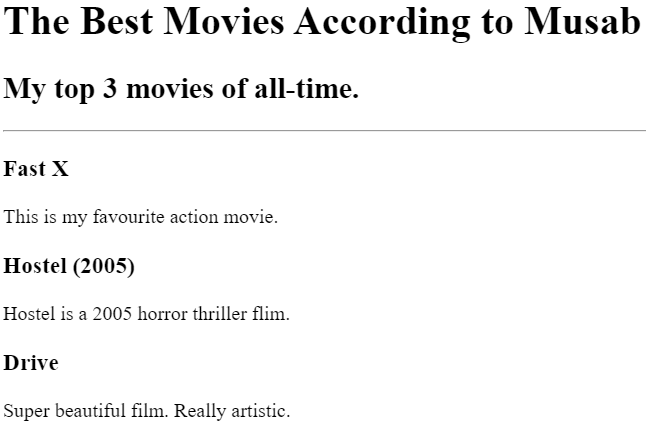 The Best Movies According to Musab
My top 3 movies of all-time.
Fast X
This is my favourite action movie.
Hostel (2005)
Hostel is a 2005 horror thriller flim.
Drive
Super beautiful film. Really artistic.